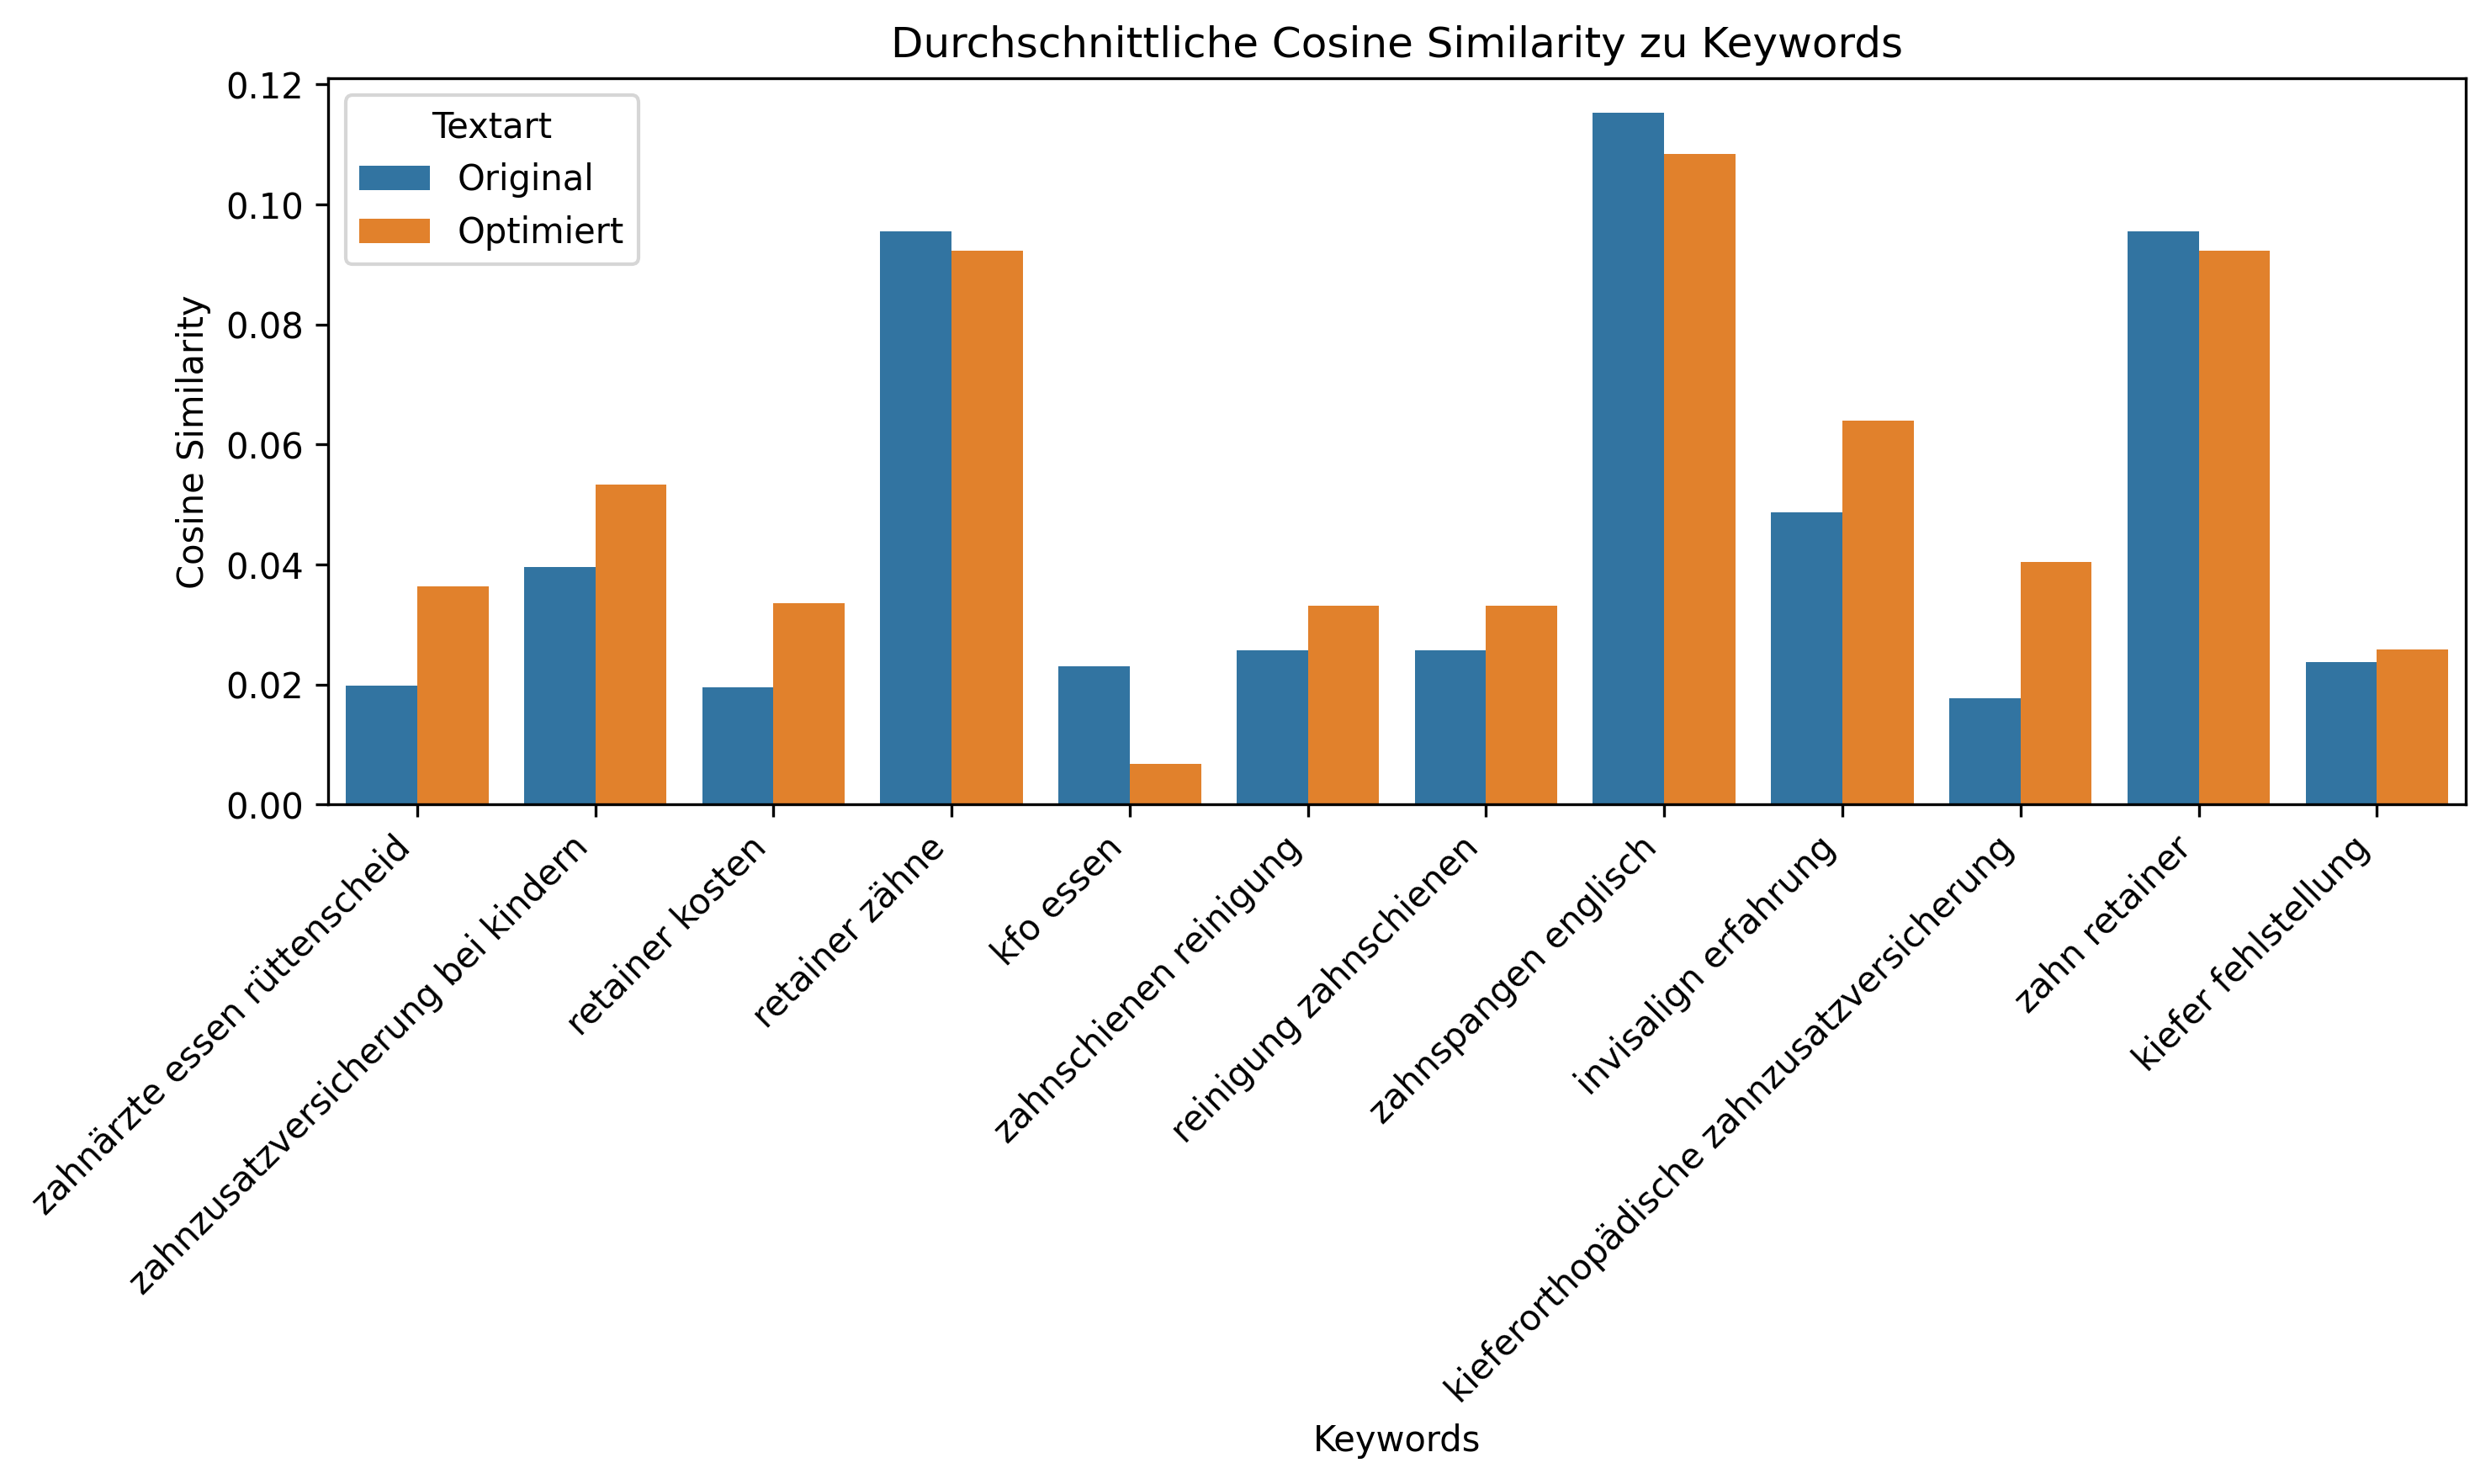 Durchschnittliche Cosine Similarity zu Keywords
Textart
Original
Optimiert
Cosine Similarity
0.12
0.10
0.08
0.06
0.04
0.02
0.00
zahnärzte essen rüttenscheid
zahnzusatzversicherung bei kindern
retainer kosten
retainer zähne
kfo essen
zahnschienen reinigung
reinigung zahnschienen
zahnspangen englisch
invisalign erfahrung
kieferorthopädische zahnzusatzversicherung
zahn retainer
kiefer fehlstellung
Keywords